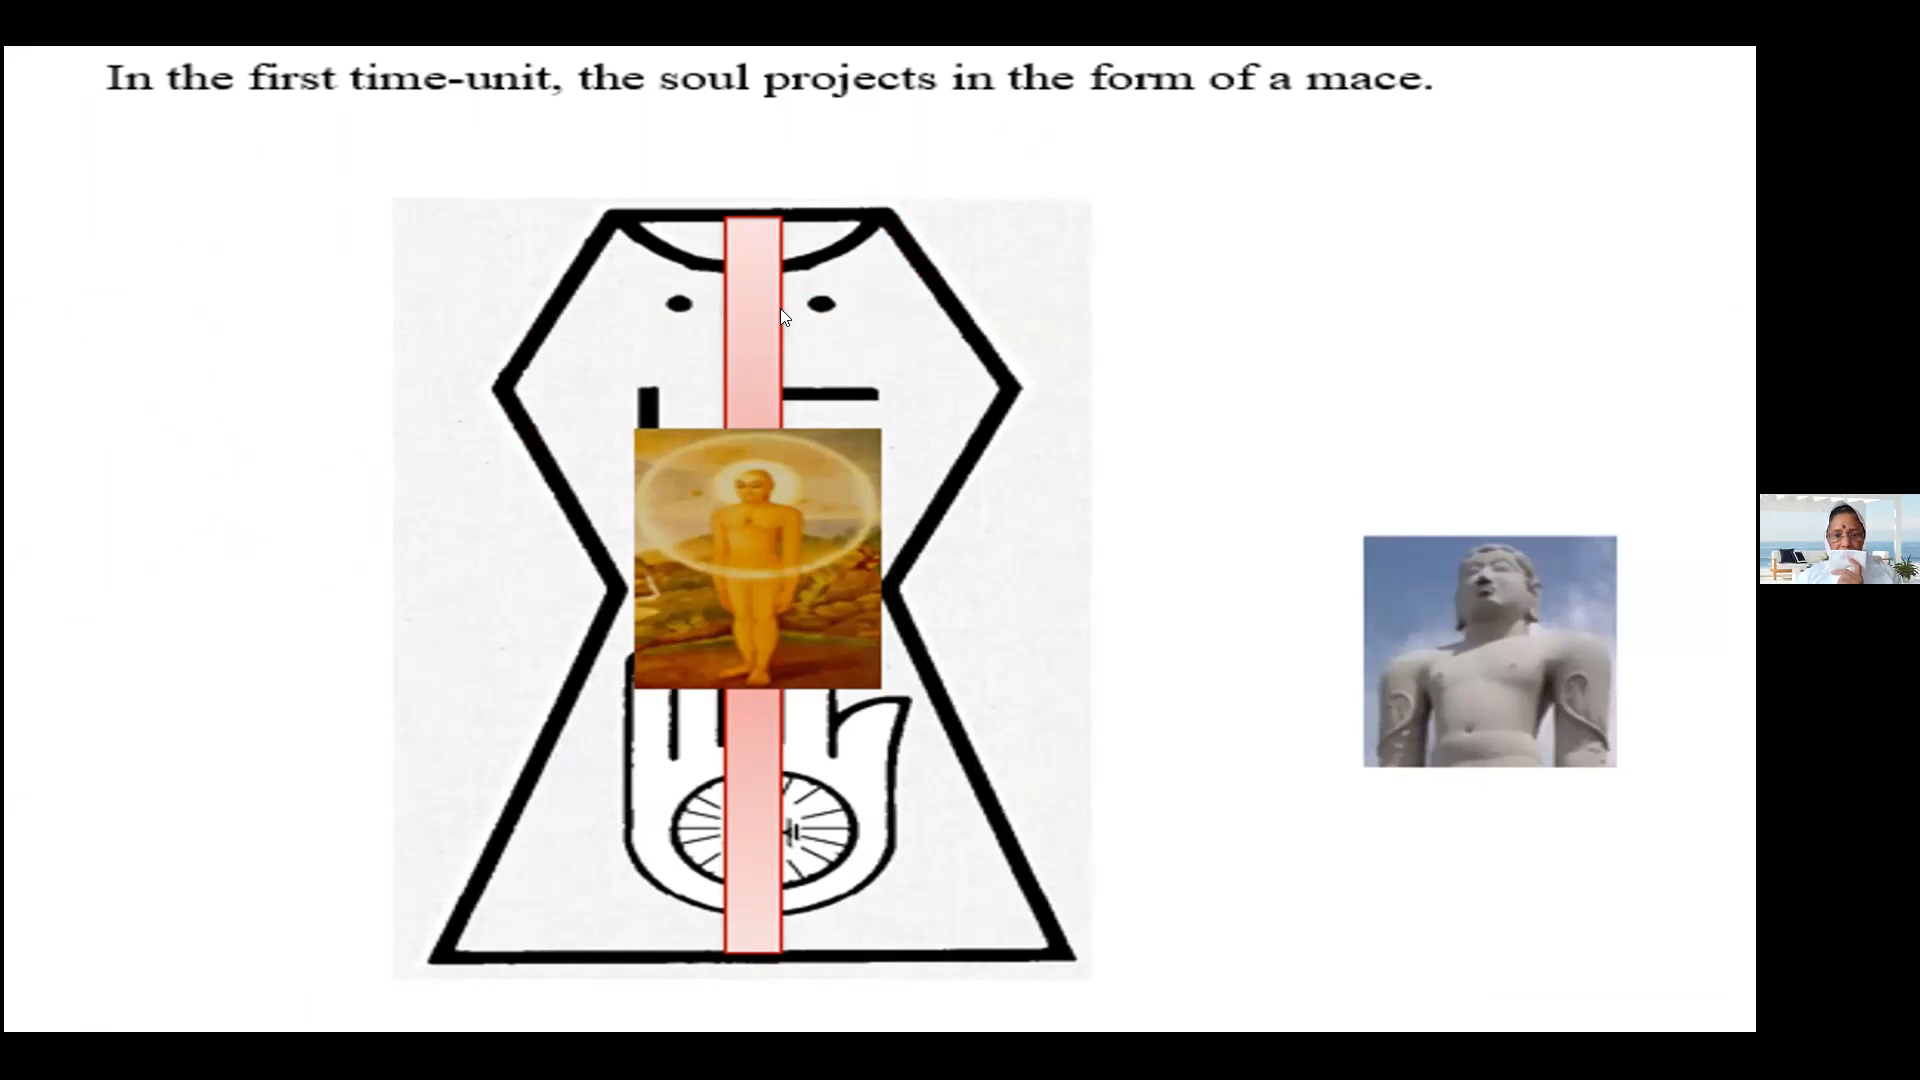 In the first time-unit, the soul projects in the form of a mace.